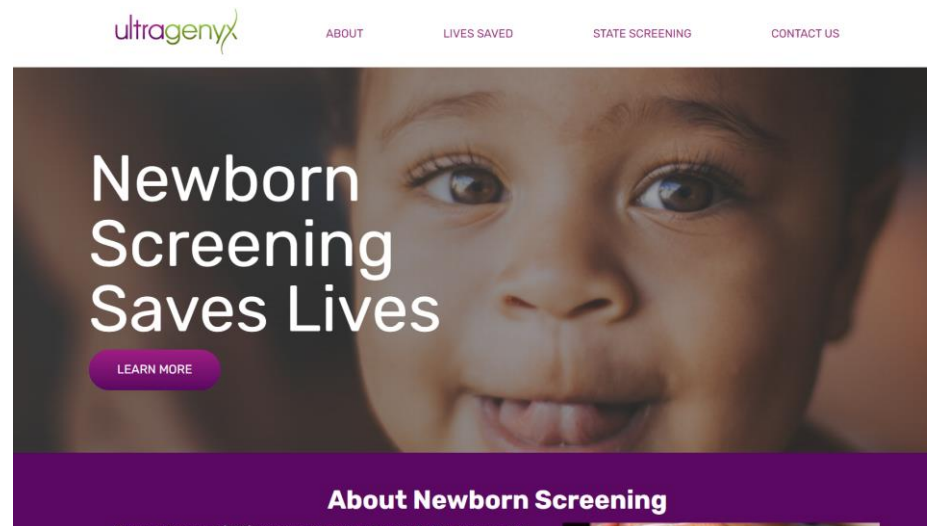 ultragenyx
ABOUT
LIVES SAVED
STATE SCREENING
CONTACT US
Newborn
Screening
Saves Lives
LEARN MORE
About Newborn Screening